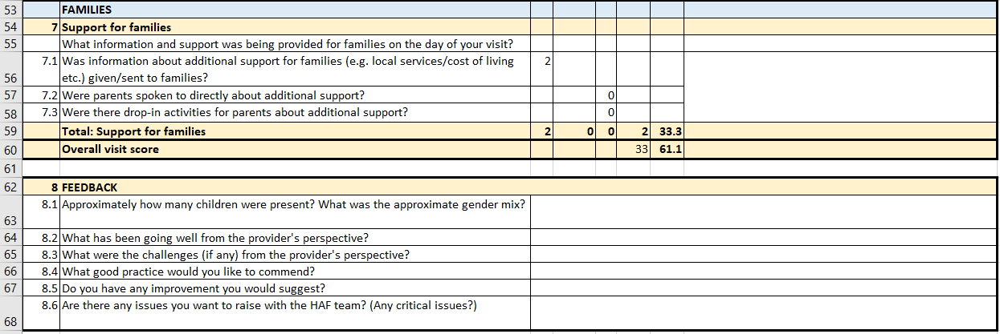 53 FAMILIES
54 7 Support for families
55 What information and support was being provided for families on the day of your visit?
7.1 Was information about additional support for families (e.g. local services/cost of living 2
56 etc.) given/sent to families?
57 7.2 Were parents spoken to directly about additional support? 0
58 7.3 Were there drop-in activities for parents about additional support? 0
59 Total: Support for families 2 0 0 2 33.3
60 Overall visit score 33 61.1
61
62 8 FEEDBACK
8.1 Approximately how many children were present? What was the approximate gender mix?
63
64 8.2 What has been going well from the provider's perspective?
65 8.3 What were the challenges (if any) from the provider's perspective?
66 8.4 What good practice would you like to commend?
67 8.5 Do you have any improvement you would suggest?
8.6 Are there any issues you want to raise with the HAF team? (Any critical issues?)
68